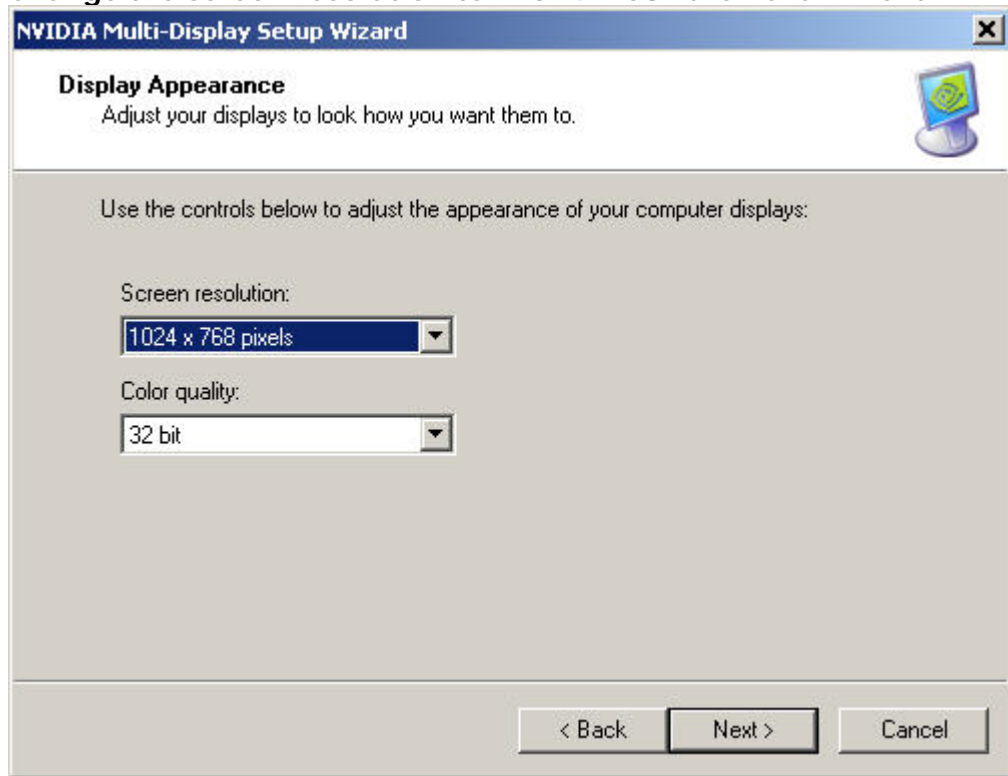 NVIDIA Multi-Display Setup Wizard
Display Appearance
Adjust your displays to look how you want them to.
Use the controls below to adjust the appearance of your computer displays:
Screen resolution:
1024 x 768 pixels
Color quality:
32 bit
< Back Next > Cancel